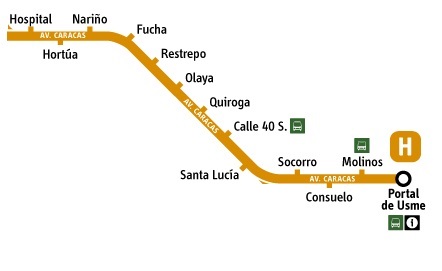 Hospital
Nariño
AV. CARACAS
Hortúa
Fucha
Restrepo
Olaya
AV. CARACAS
Quiroga
Calle 40 S.
Santa Lucía
Socorro
Molinos
H
AV. CARACAS
Consuelo
Portal
de Usme
i